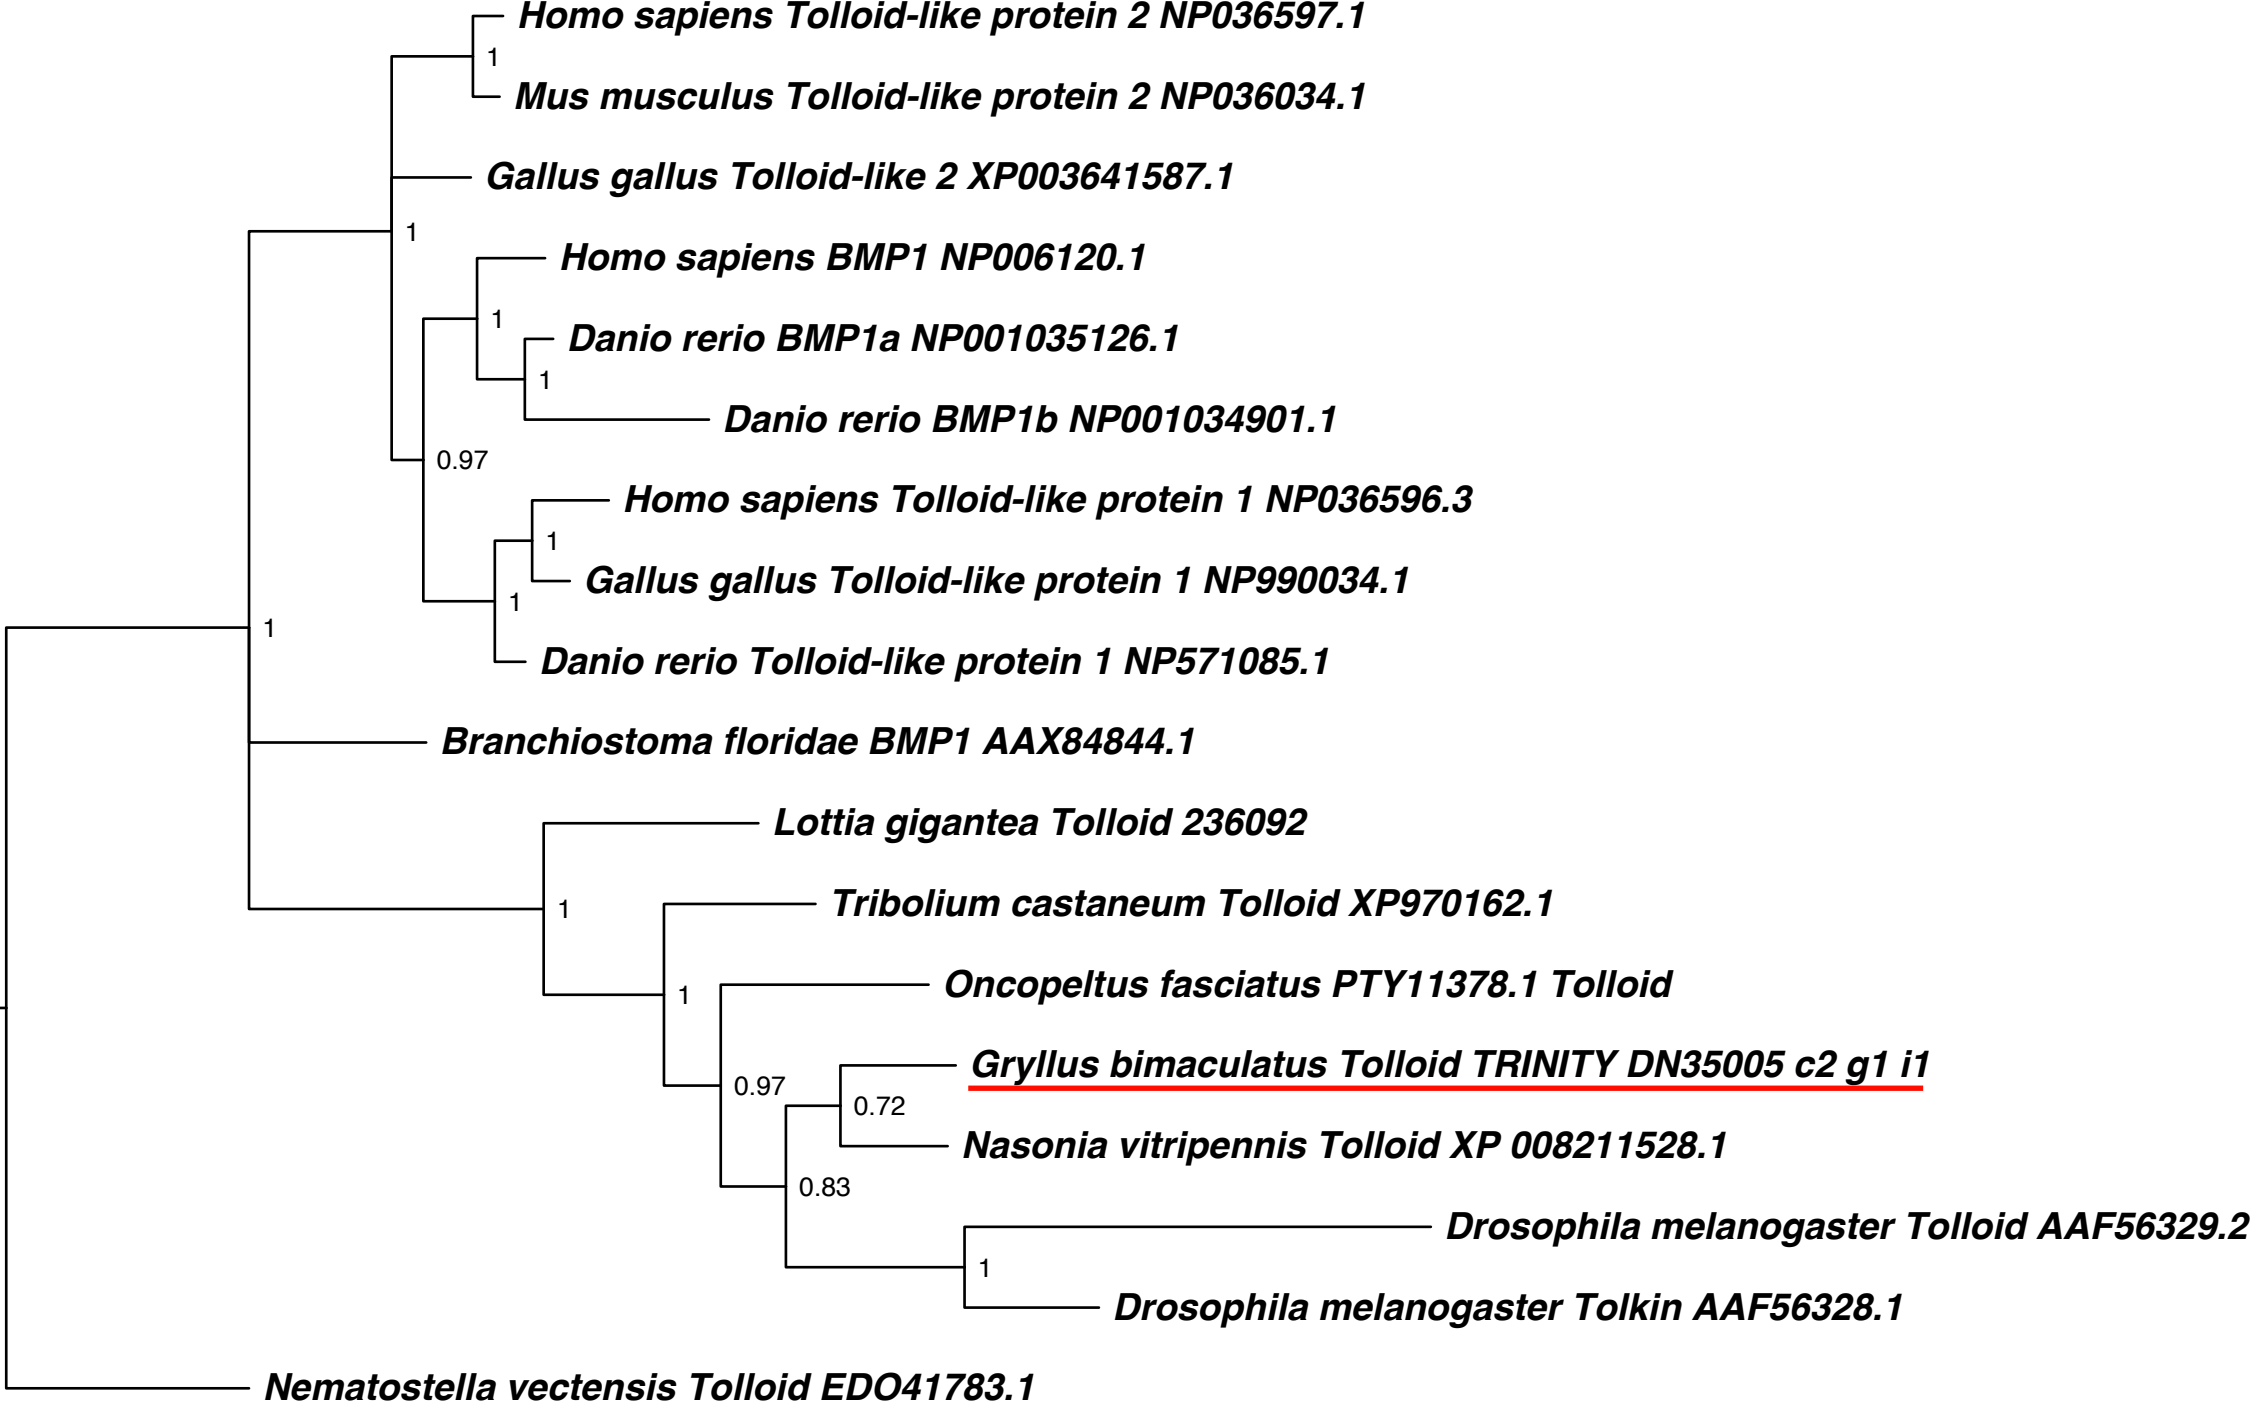 Homo sapiens Tolloid-like protein 2 NP036597.1
1
Mus musculus Tolloid-like protein 2 NP036034.1
Gallus gallus Tolloid-like 2 XP003641587.1
1
Homo sapiens BMP1 NP006120.1
1
Danio rerio BMP1a NP001035126.1
1
Danio rerio BMP1b NP001034901.1
0.97
Homo sapiens Tolloid-like protein 1 NP036596.3
1
Gallus gallus Tolloid-like protein 1 NP990034.1
1
1
Danio rerio Tolloid-like protein 1 NP571085.1
Branchiostoma floridae BMP1 AAX84844.1
Lottia gigantea Tolloid 236092
1
Tribolium castaneum Tolloid XP970162.1
1
Oncopeltus fasciatus PTY11378.1 Tolloid
Gryllus bimaculatus Tolloid TRINITY DN35005 c2 g1 i1
0.97
0.72
Nasonia vitripennis Tolloid XP 008211528.1
0.83
Drosophila melanogaster Tolloid AAF56329.2
1
Drosophila melanogaster Tolkin AAF56328.1
Nematostella vectensis Tolloid EDO41783.1